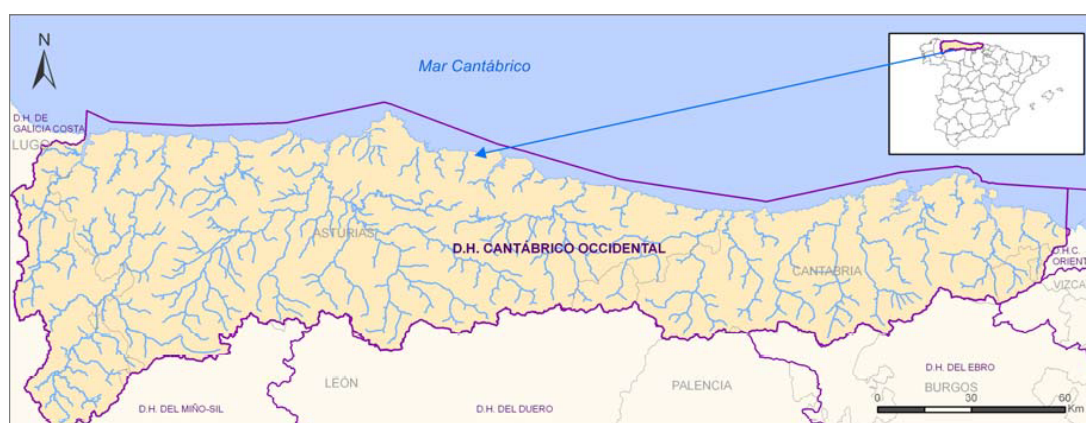 N
Mar Cantábrico
D.H. DE
GALICIA COSTA
LUGO
ASTURIAS
D.H. CANTÁBRICO OCCIDENTAL
CANTABRIA
D.H.C.
ORIENT
VIZCA
LEÓN
PALENCIA
D.H. DEL EBRO
BURGOS
D.H. DEL MIÑO-SIL
D.H. DEL DUERO
0 30 60
Km